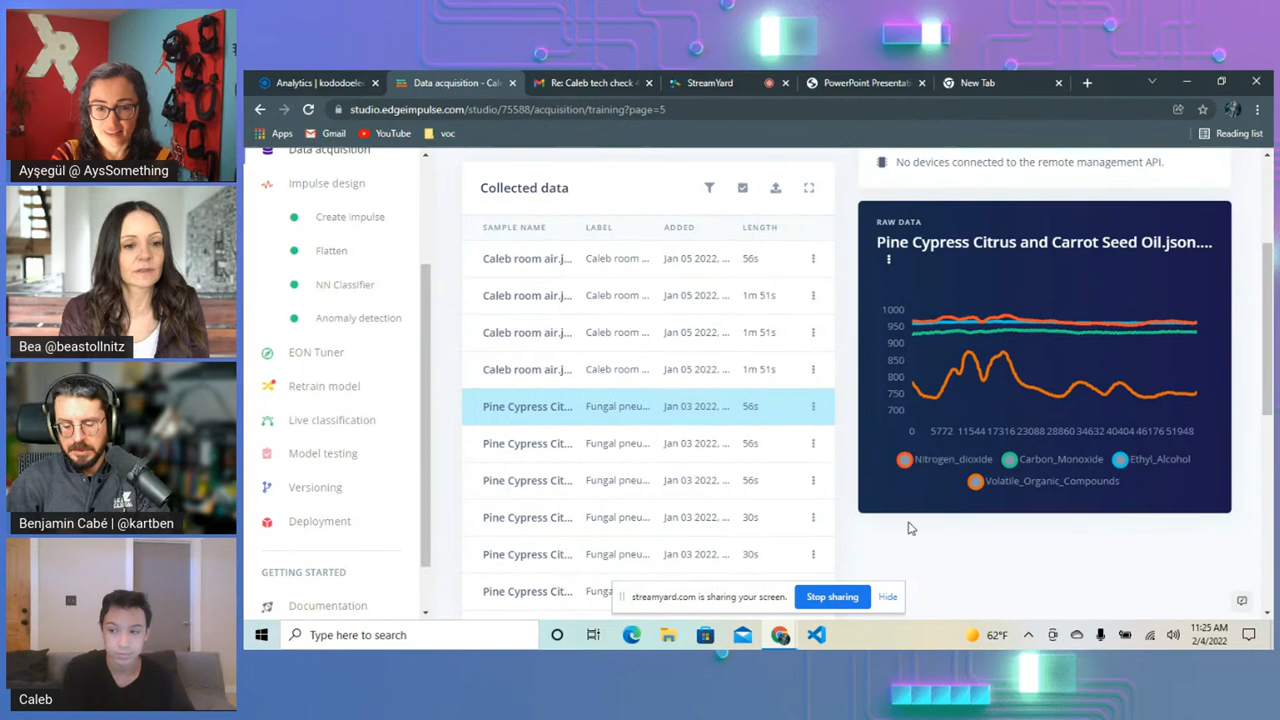 Ayşegül @ AysSomething
Bea @beastollnitz
Benjamin Cabé | @kartben
Caleb
Analytics | kododoele
Data acquisition - Cale
Re: Caleb tech check 4
StreamYard
PowerPoint Presentat
New Tab
studio.edgeimpulse.com/studio/75588/acquisition/training?page=5
Apps
Gmail
YouTube
voc
Reading list
Data acquisition
Impulse design
Create impulse
Flatten
NN Classifier
Anomaly detection
EON Tuner
Retrain model
Live classification
Model testing
Versioning
Deployment
GETTING STARTED
Documentation
Collected data
SAMPLE NAME LABEL ADDED LENGTH
Caleb room air.j... Caleb room ... Jan 05 2022, ... 56s
Caleb room air.j... Caleb room ... Jan 05 2022, ... 1m 51s
Caleb room air.j... Caleb room ... Jan 05 2022, ... 1m 51s
Caleb room air.j... Caleb room ... Jan 05 2022, ... 1m 51s
Pine Cypress Cit... Fungal pneu... Jan 03 2022, ... 56s
Pine Cypress Cit... Fungal pneu... Jan 03 2022, ... 56s
Pine Cypress Cit... Fungal pneu... Jan 03 2022, ... 56s
Pine Cypress Cit... Fungal pneu... Jan 03 2022, ... 30s
Pine Cypress Cit... Fungal pneu... Jan 03 2022, ... 30s
Pine Cypress Cit...
No devices connected to the remote management API.
RAW DATA
Pine Cypress Citrus and Carrot Seed Oil.json....
1000
950
900
850
800
750
700
0 5772 11544 17316 23088 28860 34632 40404 46176 51948
Nitrogen_dioxide Carbon_Monoxide Ethyl_Alcohol
Volatile_Organic_Compounds
streamyard.com is sharing your screen.
Stop sharing
Hide
Type here to search
62°F
11:25 AM
2/4/2022